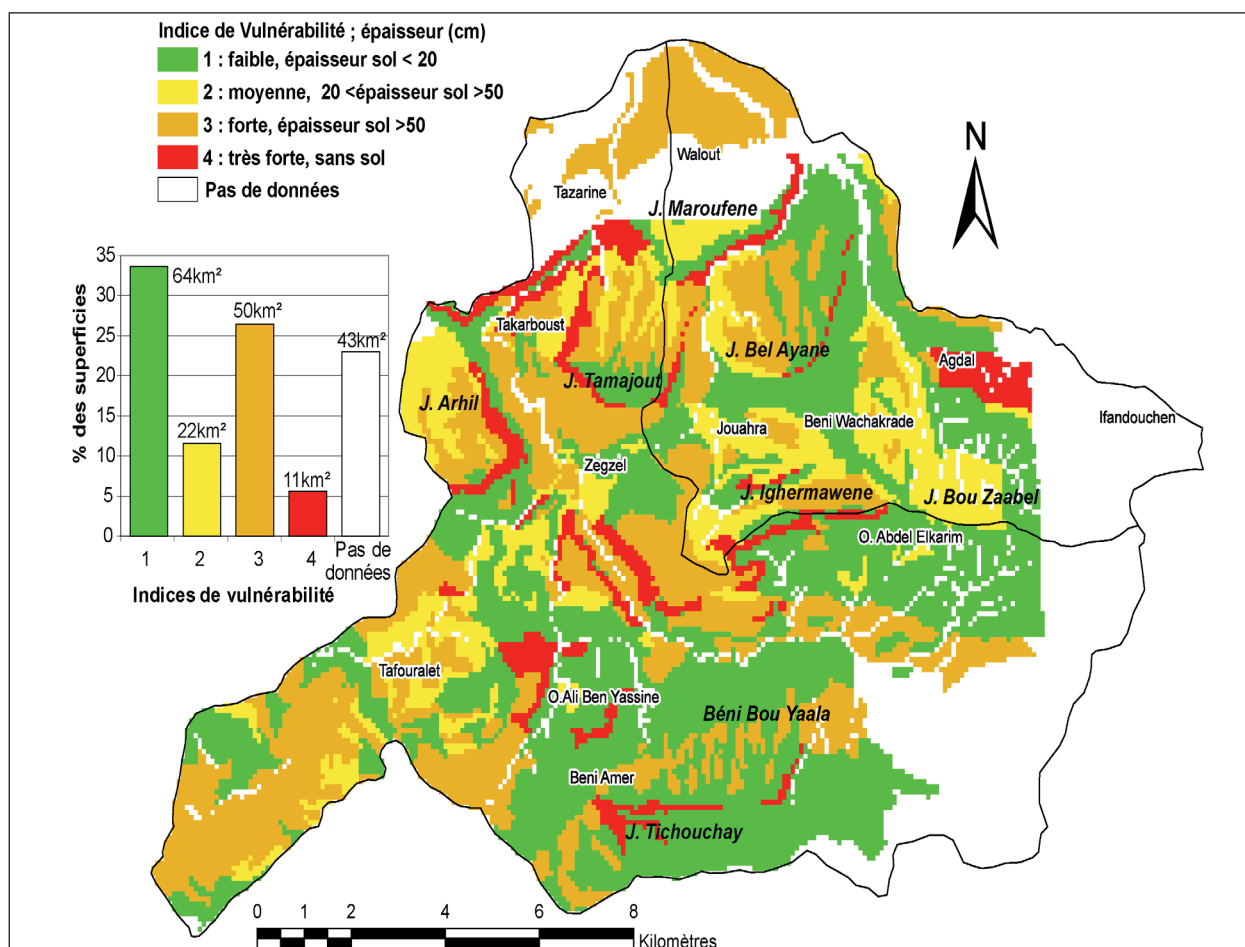 Indice de Vulnérabilité ; épaisseur (cm)
1 : faible, épaisseur sol < 20
2 : moyenne, 20 <épaisseur sol >50
3 : forte, épaisseur sol >50
4 : très forte, sans sol
Pas de données
N
Walout
Tazarine
J. Maroufene
% des superficies
35
30
25
20
15
10
5
0
64km²
22km²
50km²
11km²
43km²
1
2
3
4
Pas de
données
Indices de vulnérabilité
Takarboust
J. Bel Ayane
Agdal
J. Tamajout
J. Arhil
Ifandouchen
Jouahra
Beni Wachakrade
Zegzel
J. Ighermawene
J. Bou Zaabel
O. Abdel Elkarim
Tafouralet
O.Ali Ben Yassine
Béni Bou Yaala
Beni Amer
J. Tichouchay
0 1 2 4 6 8
Kilomètres